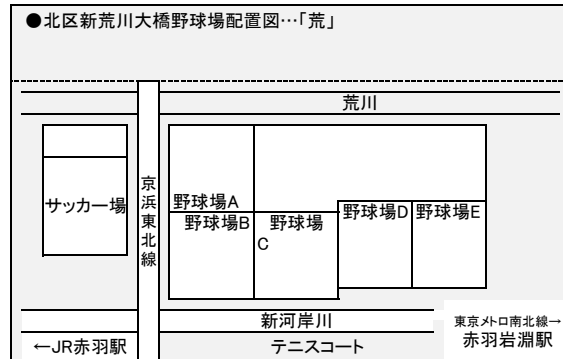 ●北区新荒川大橋野球場配置図…「荒」
荒川
サッカー場
京浜東北線
野球場A
野球場B
野球場
C
野球場D
野球場E
新河岸川
←JR赤羽駅
テニスコート
東京メトロ南北線→
赤羽岩淵駅